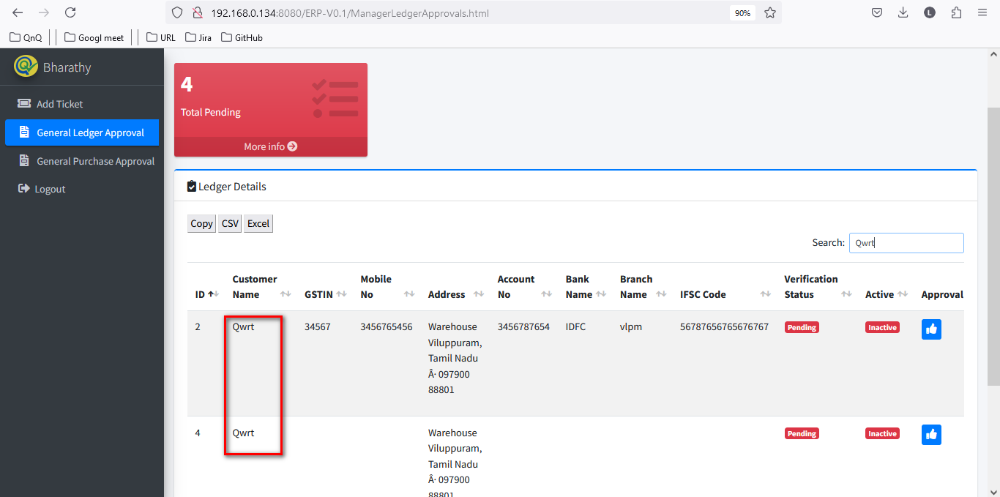 192.168.0.134:8080/ERP-V0.1/ManagerLedgerApprovals.html
90%
L
QnQ
Googl meet
URL
Jira
GitHub
Bharathy
Add Ticket
General Ledger Approval
General Purchase Approval
Logout
4
Total Pending
More info
Ledger Details
Copy CSV Excel
Search: Qwrt
ID Customer Name GSTIN Mobile No Address Account No Bank Name Branch Name IFSC Code Verification Status Active Approval
2 Qwrt 34567 3456765456 Warehouse 3456787654 IDFC vlpm 56787656765676767 Pending Inactive
Viluppuram,
Tamil Nadu
Â· 097900
88801
4 Qwrt Warehouse Pending Inactive
Viluppuram,
Tamil Nadu
Â· 097900
88801